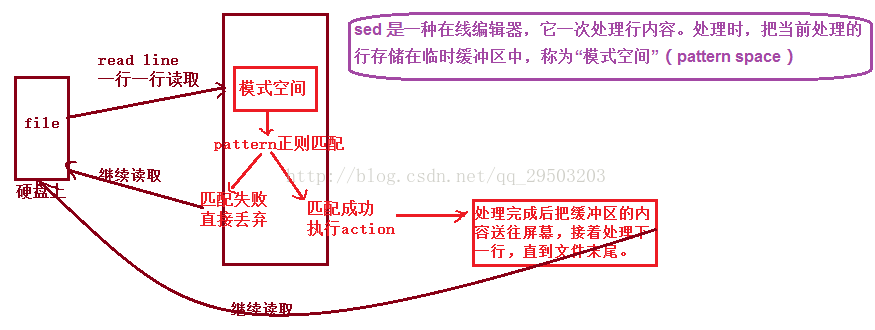 sed 是一种在线编辑器，它一次处理行内容。处理时，把当前处理的
行存储在临时缓冲区中，称为“模式空间”（pattern space）
read line
一行一行读取
模式空间
file
pattern正则匹配
http://blog.csdn.net/qq_29503203
继续读取
硬盘上
匹配失败
直接丢弃
匹配成功
执行action
处理完成后把缓冲区的内
容送往屏幕，接着处理下
一行，直到文件末尾。
继续读取